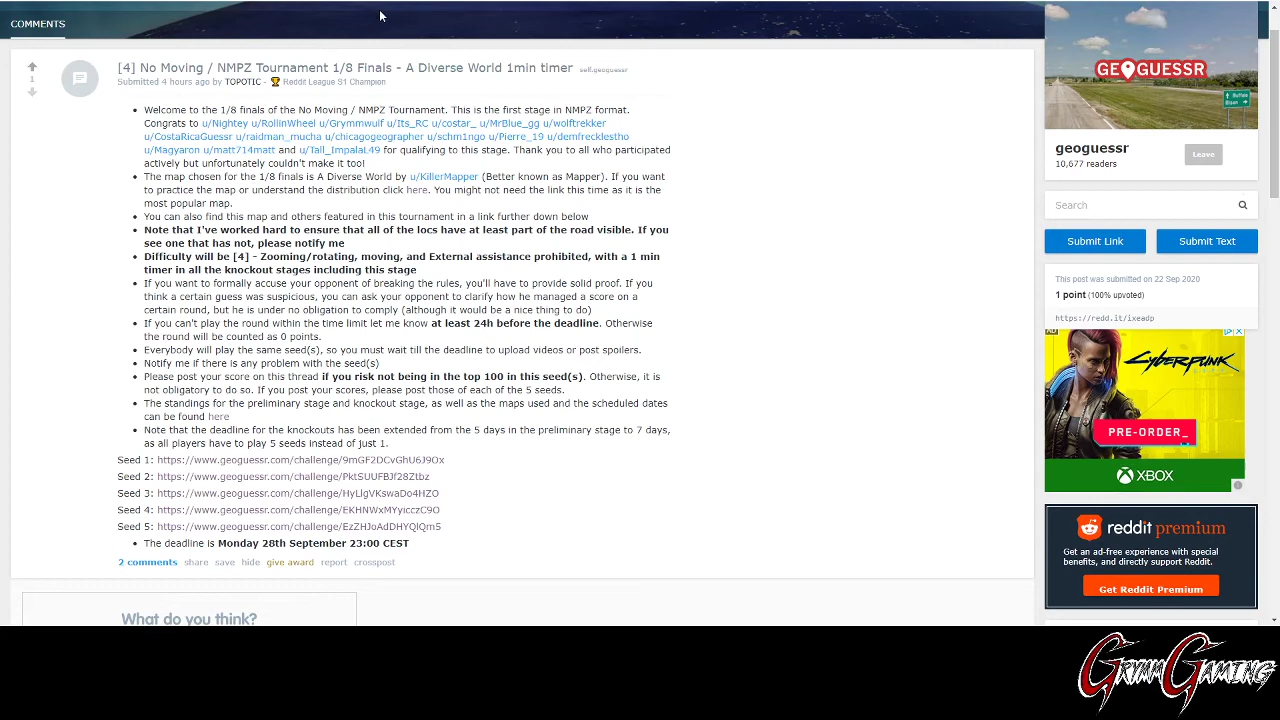 COMMENTS
[4] No Moving / NMPZ Tournament 1/8 Finals - A Diverse World 1min timer self.geoguessr
1
Submitted 4 hours ago by TOPOTIC - 🏆 Reddit League S1 Champion
Welcome to the 1/8 finals of the No Moving / NMPZ Tournament. This is the first stage in NMPZ format.
Congrats to u/Nightey u/RollinWheel u/Grymmwulf u/Its_RC u/costar_ u/MrBlue_gg u/wolftrekker
u/CostaRicaGuessr u/raidman_mucha u/chicagogeographer u/schm1ngo u/Pierre_19 u/demfrecklestho
u/Magyaron u/matt714matt and u/Tall_ImpalaL49 for qualifying to this stage. Thank you to all who participated
actively but unfortunately couldn't make it too!
The map chosen for the 1/8 finals is A Diverse World by u/KillerMapper (Better known as Mapper). If you want
to practice the map or understand the distribution click here. You might not need the link this time as it is the
most popular map.
You can also find this map and others featured in this tournament in a link further down below
Note that I've worked hard to ensure that all of the locs have at least part of the road visible. If you
see one that has not, please notify me
Difficulty will be [4] - Zooming/rotating, moving, and External assistance prohibited, with a 1 min
timer in all the knockout stages including this stage
If you want to formally accuse your opponent of breaking the rules, you'll have to provide solid proof. If you
think a certain guess was suspicious, you can ask your opponent to clarify how he managed a score on a
certain round, but he is under no obligation to comply (although it would be a nice thing to do)
If you can't play the round within the time limit let me know at least 24h before the deadline. Otherwise
the round will be counted as 0 points.
Everybody will play the same seed(s), so you must wait till the deadline to upload videos or post spoilers.
Notify me if there is any problem with the seed(s)
Please post your score on this thread if you risk not being in the top 100 in this seed(s). Otherwise, it is
not obligatory to do so. If you post your scores, please post those of each of the 5 seeds.
The standings for the preliminary stage and knockout stage, as well as the maps used and the scheduled dates
can be found here
Note that the deadline for the knockouts has been extended from the 5 days in the preliminary stage to 7 days,
as all players have to play 5 seeds instead of just 1.
Seed 1: https://www.geoguessr.com/challenge/9mGF2DCvGhU6J9Ox
Seed 2: https://www.geoguessr.com/challenge/PktSUUFBJf28Ztbz
Seed 3: https://www.geoguessr.com/challenge/HyLlgVKswaDo4HZO
Seed 4: https://www.geoguessr.com/challenge/EKHNWxMYyicczC9O
Seed 5: https://www.geoguessr.com/challenge/EzZHJoAdDHYQlQm5
The deadline is Monday 28th September 23:00 CEST
2 comments share save hide give award report crosspost
What do you think?
GEOGUESSR
geoguessr
10,677 readers
Leave
Search
Submit Link Submit Text
This post was submitted on 22 Sep 2020
1 point (100% upvoted)
https://redd.it/ixeadp
AD
CYBERPUNK
PRE-ORDER_
XBOX
reddit premium
Get an ad-free experience with special
benefits, and directly support Reddit.
Get Reddit Premium
GRIMM GAMING